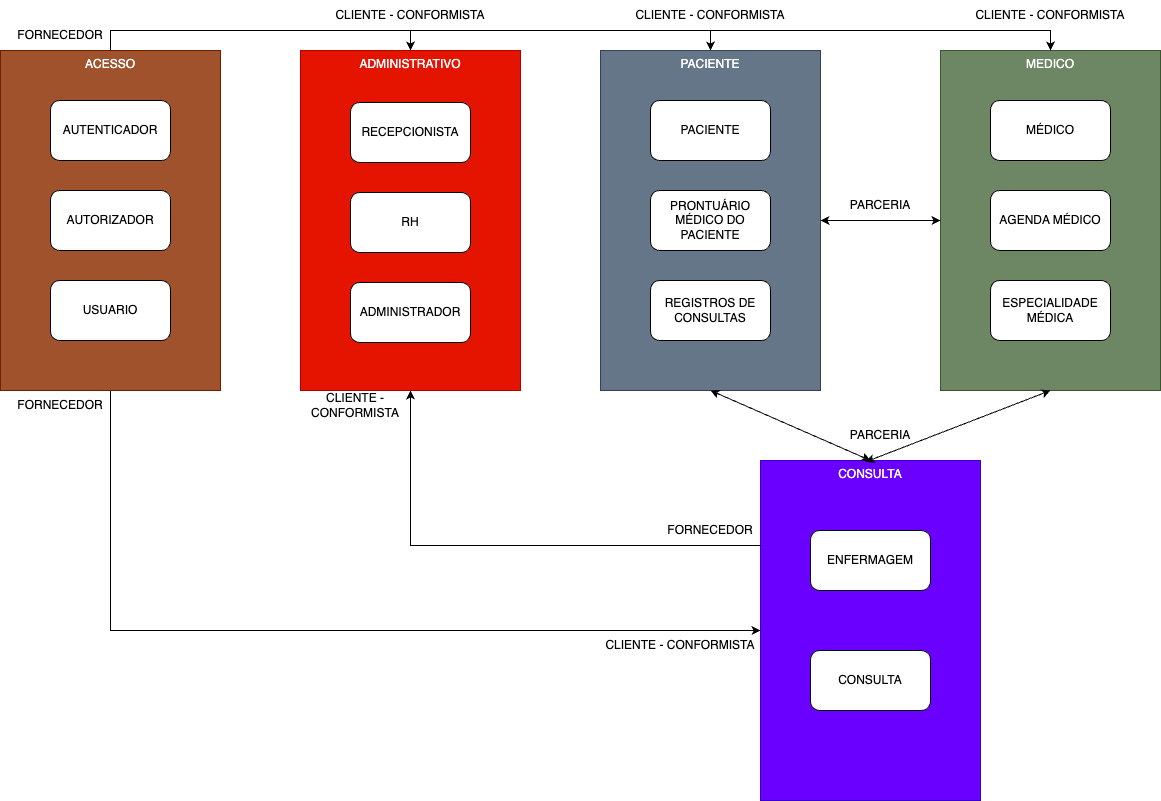 CLIENTE - CONFORMISTA
CLIENTE - CONFORMISTA
CLIENTE - CONFORMISTA
FORNECEDOR
ACESSO
AUTENTICADOR
AUTORIZADOR
USUARIO
ADMINISTRATIVO
RECEPCIONISTA
RH
ADMINISTRADOR
PACIENTE
PACIENTE
PRONTUÁRIO
MÉDICO DO
PACIENTE
REGISTROS DE
CONSULTAS
PARCERIA
MEDICO
MÉDICO
AGENDA MÉDICO
ESPECIALIDADE
MÉDICA
FORNECEDOR
CLIENTE -
CONFORMISTA
PARCERIA
CONSULTA
FORNECEDOR
ENFERMAGEM
CLIENTE - CONFORMISTA
CONSULTA